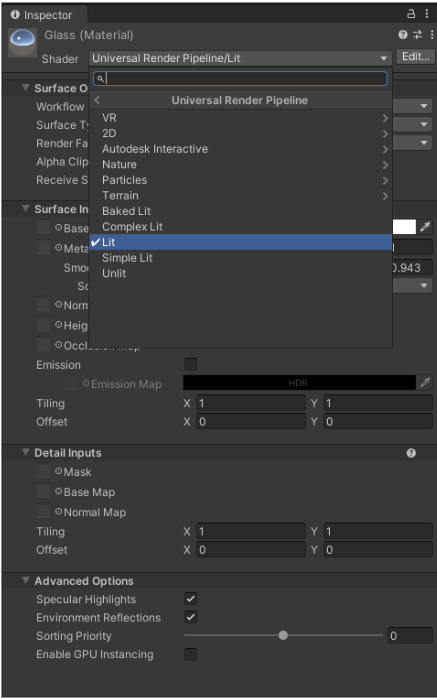 Inspector
Glass (Material)
Shader Universal Render Pipeline/Lit Edit...
Surface O
Universal Render Pipeline
Workflow
VR
Surface Ty
2D
Render Fa
Autodesk Interactive
Alpha Clip
Nature
Receive S
Particles
Terrain
Surface In
Baked Lit
Base
Complex Lit
Meta
Lit
Smoo
Simple Lit
0.943
So
Unlit
Norm
Heig
Occlusion Map
Emission
Emission Map HDR
Tiling X 1 Y 1
Offset X 0 Y 0
Detail Inputs
Mask
Base Map
Normal Map
Tiling X 1 Y 1
Offset X 0 Y 0
Advanced Options
Specular Highlights
Environment Reflections
Sorting Priority 0
Enable GPU Instancing